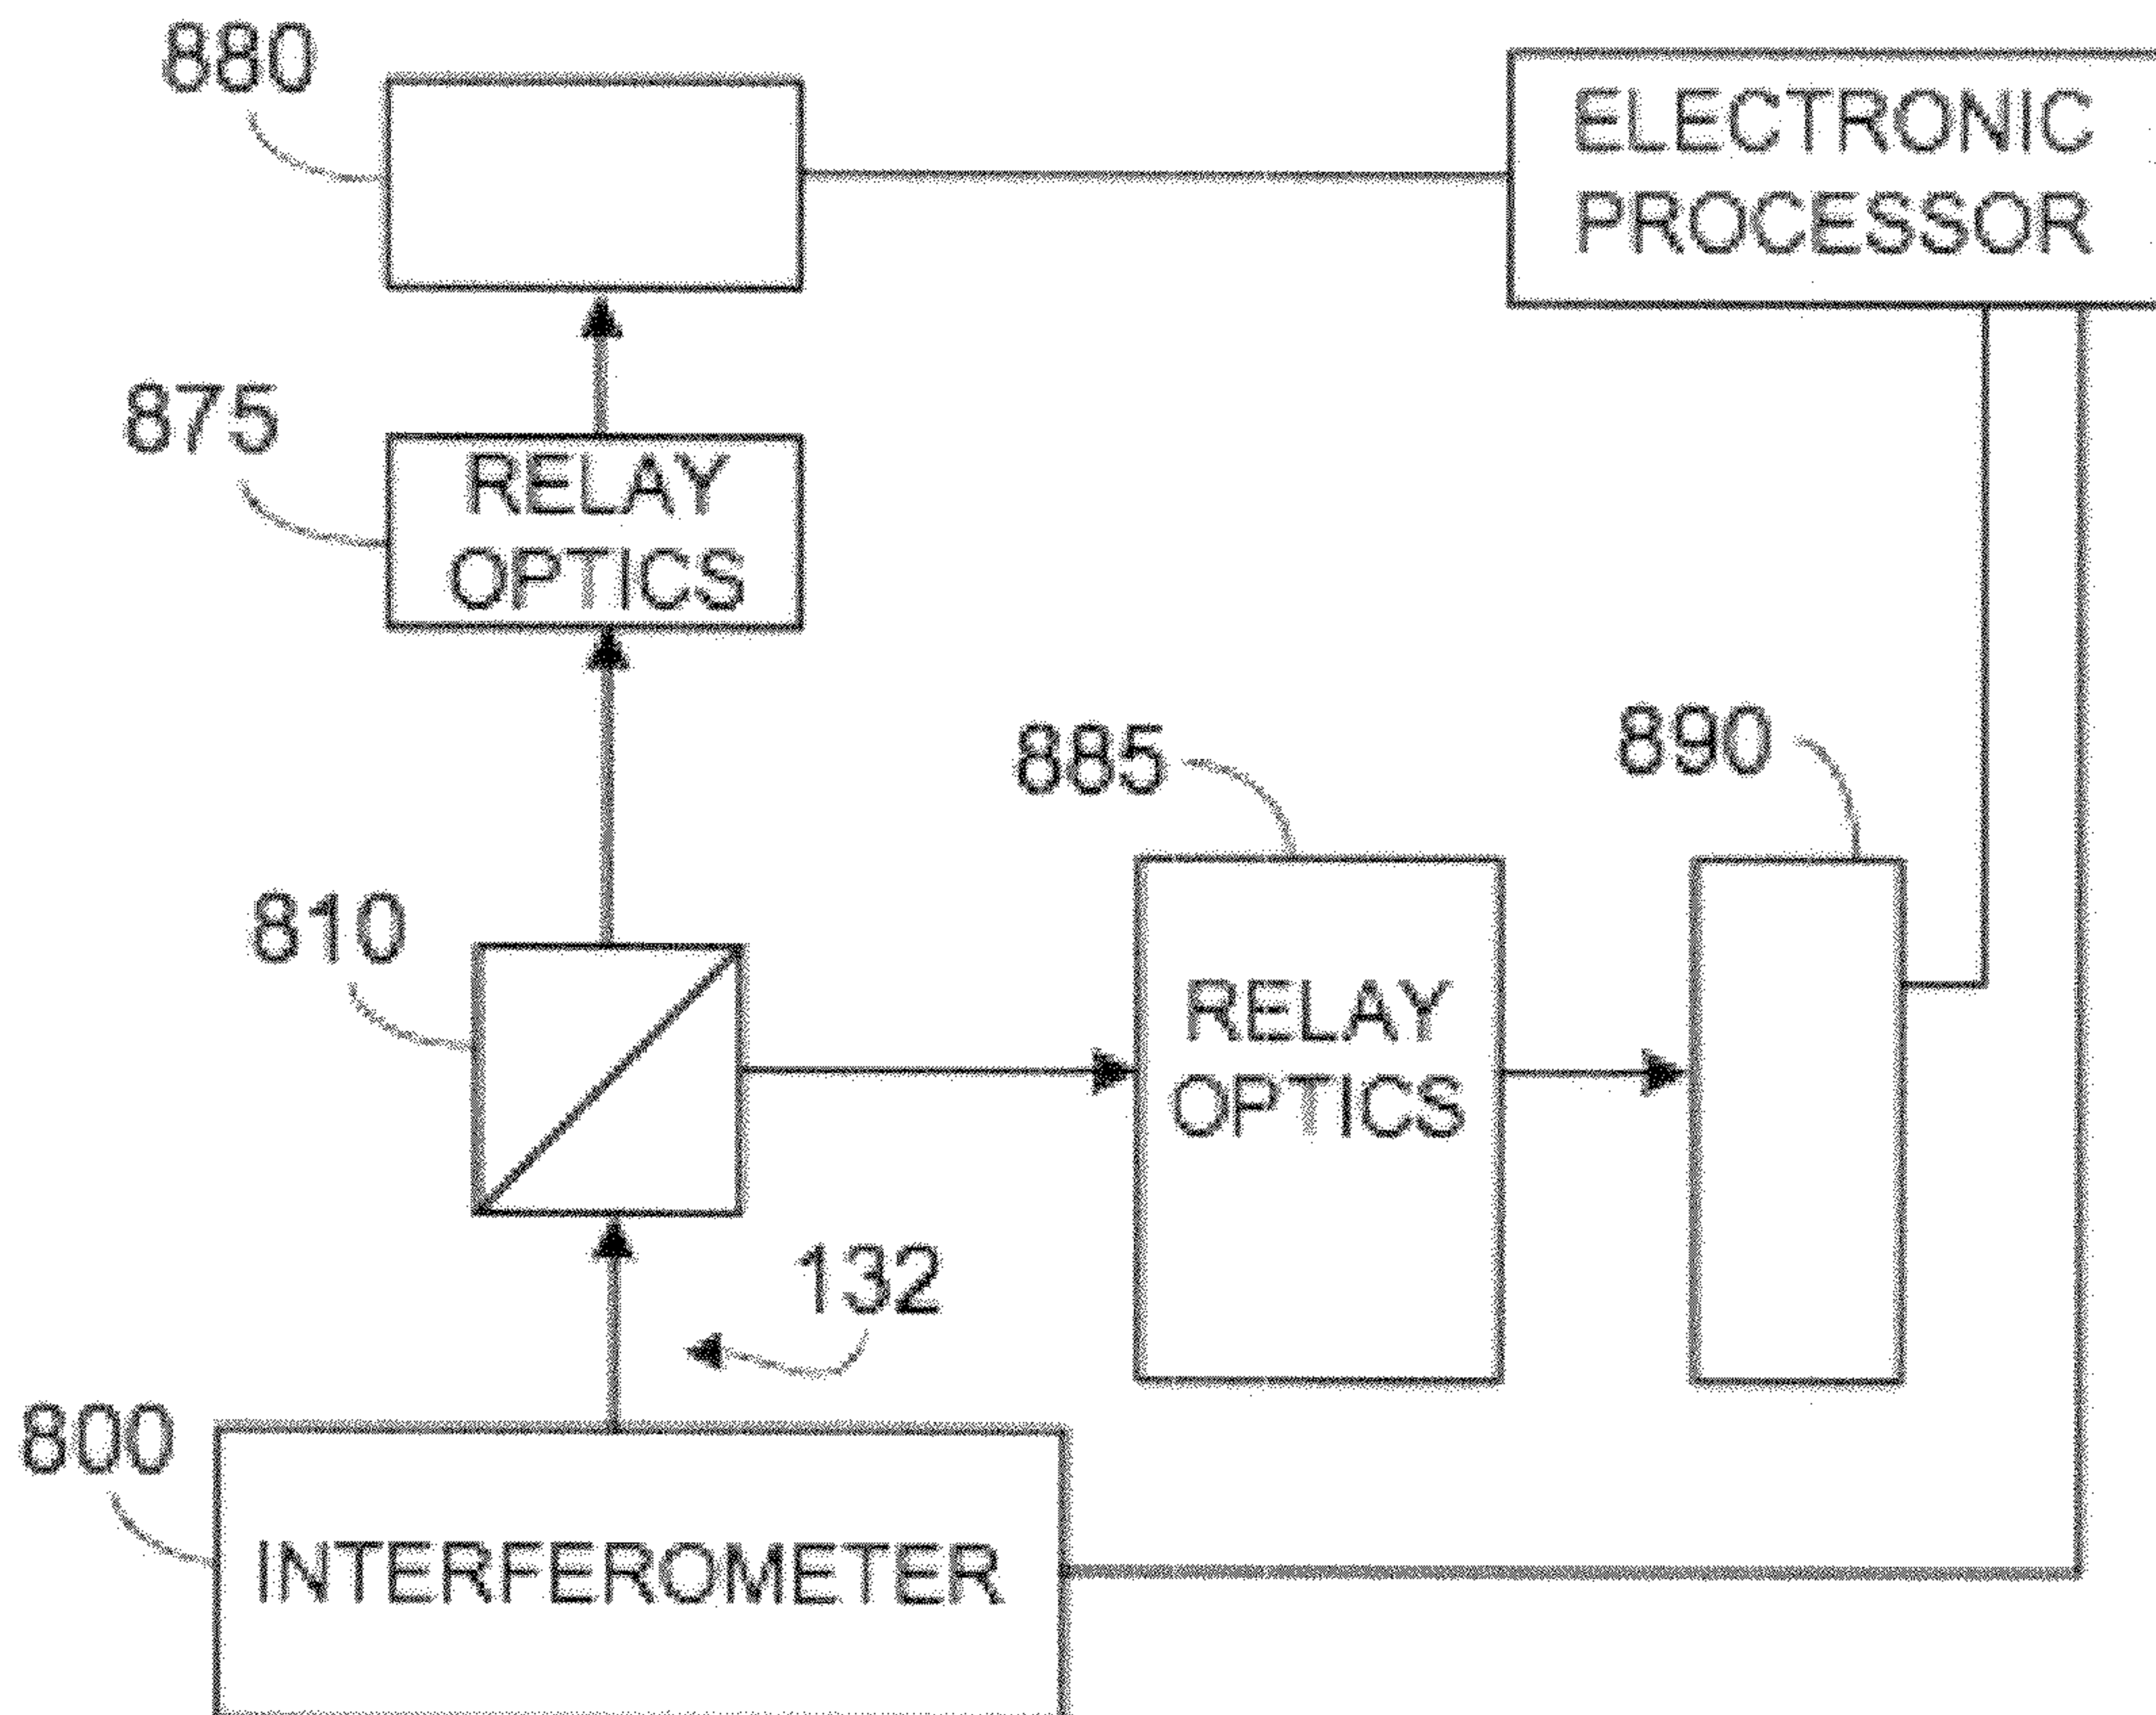 880
ELECTRONIC
PROCESSOR
875
RELAY
OPTICS
885
890
810
RELAY
OPTICS
132
800
INTERFEROMETER